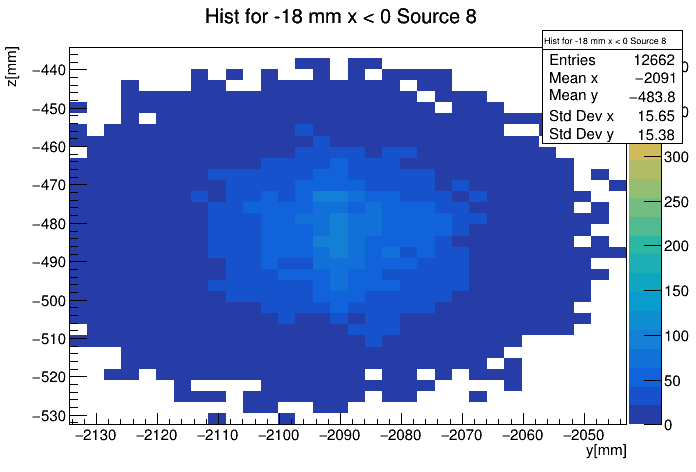 Hist for -18 mm x < 0 Source 8
z[mm]
Hist for -18 mm x < 0 Source 8
Entries 12662
Mean x −2091
Mean y −483.8
Std Dev x 15.65
Std Dev y 15.38
−440
−450
−460
−470
−480
−490
−500
−510
−520
−530
300
250
200
150
100
50
0
−2130 −2120 −2110 −2100 −2090 −2080 −2070 −2060 −2050
y[mm]